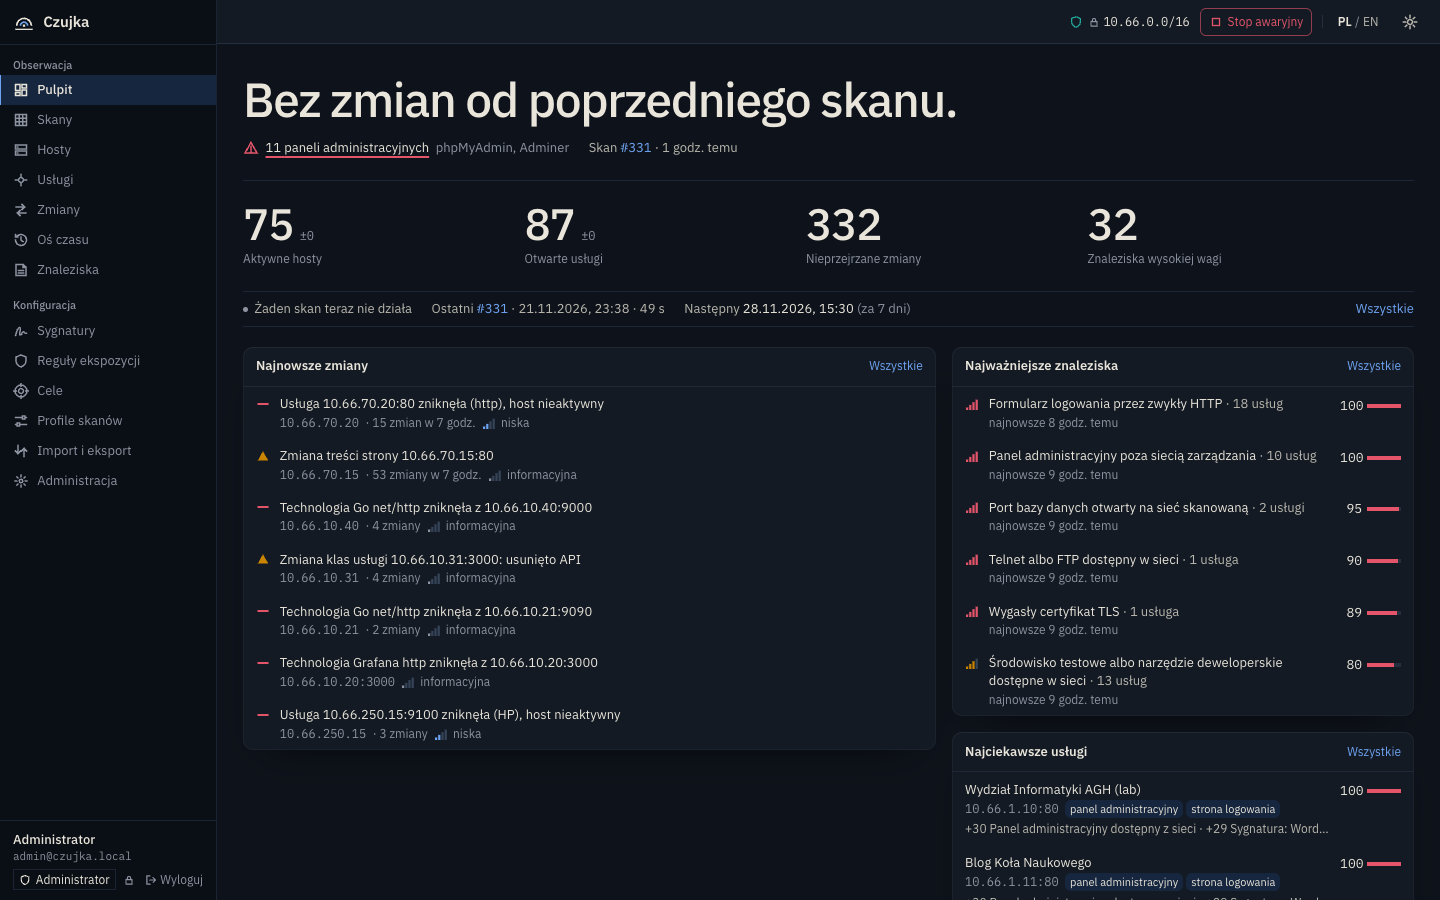 Czujka
10.66.0.0/16
Stop awaryjny
PL / EN
Obserwacja
Pulpit
Skany
Hosty
Usługi
Zmiany
Oś czasu
Znaleziska
Konfiguracja
Sygnatury
Reguły ekspozycji
Cele
Profile skanów
Import i eksport
Administracja
Administrator
admin@czujka.local
Administrator
Wyloguj
Bez zmian od poprzedniego skanu.
11 paneli administracyjnych phpMyAdmin, Adminer Skan #331 · 1 godz. temu
75 ±0
Aktywne hosty
87 ±0
Otwarte usługi
332
Nieprzejrzane zmiany
32
Znaleziska wysokiej wagi
Żaden skan teraz nie działa Ostatni #331 · 21.11.2026, 23:38 · 49 s Następny 28.11.2026, 15:30 (za 7 dni) Wszystkie
Najnowsze zmiany Wszystkie
Usługa 10.66.70.20:80 zniknęła (http), host nieaktywny
10.66.70.20 · 15 zmian w 7 godz. niska
Zmiana treści strony 10.66.70.15:80
10.66.70.15 · 53 zmiany w 7 godz. informacyjna
Technologia Go net/http zniknęła z 10.66.10.40:9000
10.66.10.40 · 4 zmiany informacyjna
Zmiana klas usługi 10.66.10.31:3000: usunięto API
10.66.10.31 · 4 zmiany informacyjna
Technologia Go net/http zniknęła z 10.66.10.21:9090
10.66.10.21 · 2 zmiany informacyjna
Technologia Grafana http zniknęła z 10.66.10.20:3000
10.66.10.20:3000 informacyjna
Usługa 10.66.250.15:9100 zniknęła (HP), host nieaktywny
10.66.250.15 · 3 zmiany niska
Najważniejsze znaleziska Wszystkie
Formularz logowania przez zwykły HTTP · 18 usług 100
najnowsze 8 godz. temu
Panel administracyjny poza siecią zarządzania · 10 usług 100
najnowsze 9 godz. temu
Port bazy danych otwarty na sieć skanowaną · 2 usługi 95
najnowsze 9 godz. temu
Telnet albo FTP dostępny w sieci · 1 usługa 90
najnowsze 9 godz. temu
Wygasły certyfikat TLS · 1 usługa 89
najnowsze 9 godz. temu
Środowisko testowe albo narzędzie deweloperskie 80
dostępne w sieci · 13 usług
najnowsze 9 godz. temu
Najciekawsze usługi Wszystkie
Wydział Informatyki AGH (lab) 100
10.66.1.10:80 panel administracyjny strona logowania
+30 Panel administracyjny dostępny z sieci · +29 Sygnatura: Word…
Blog Koła Naukowego 100
10.66.1.11:80 panel administracyjny strona logowania